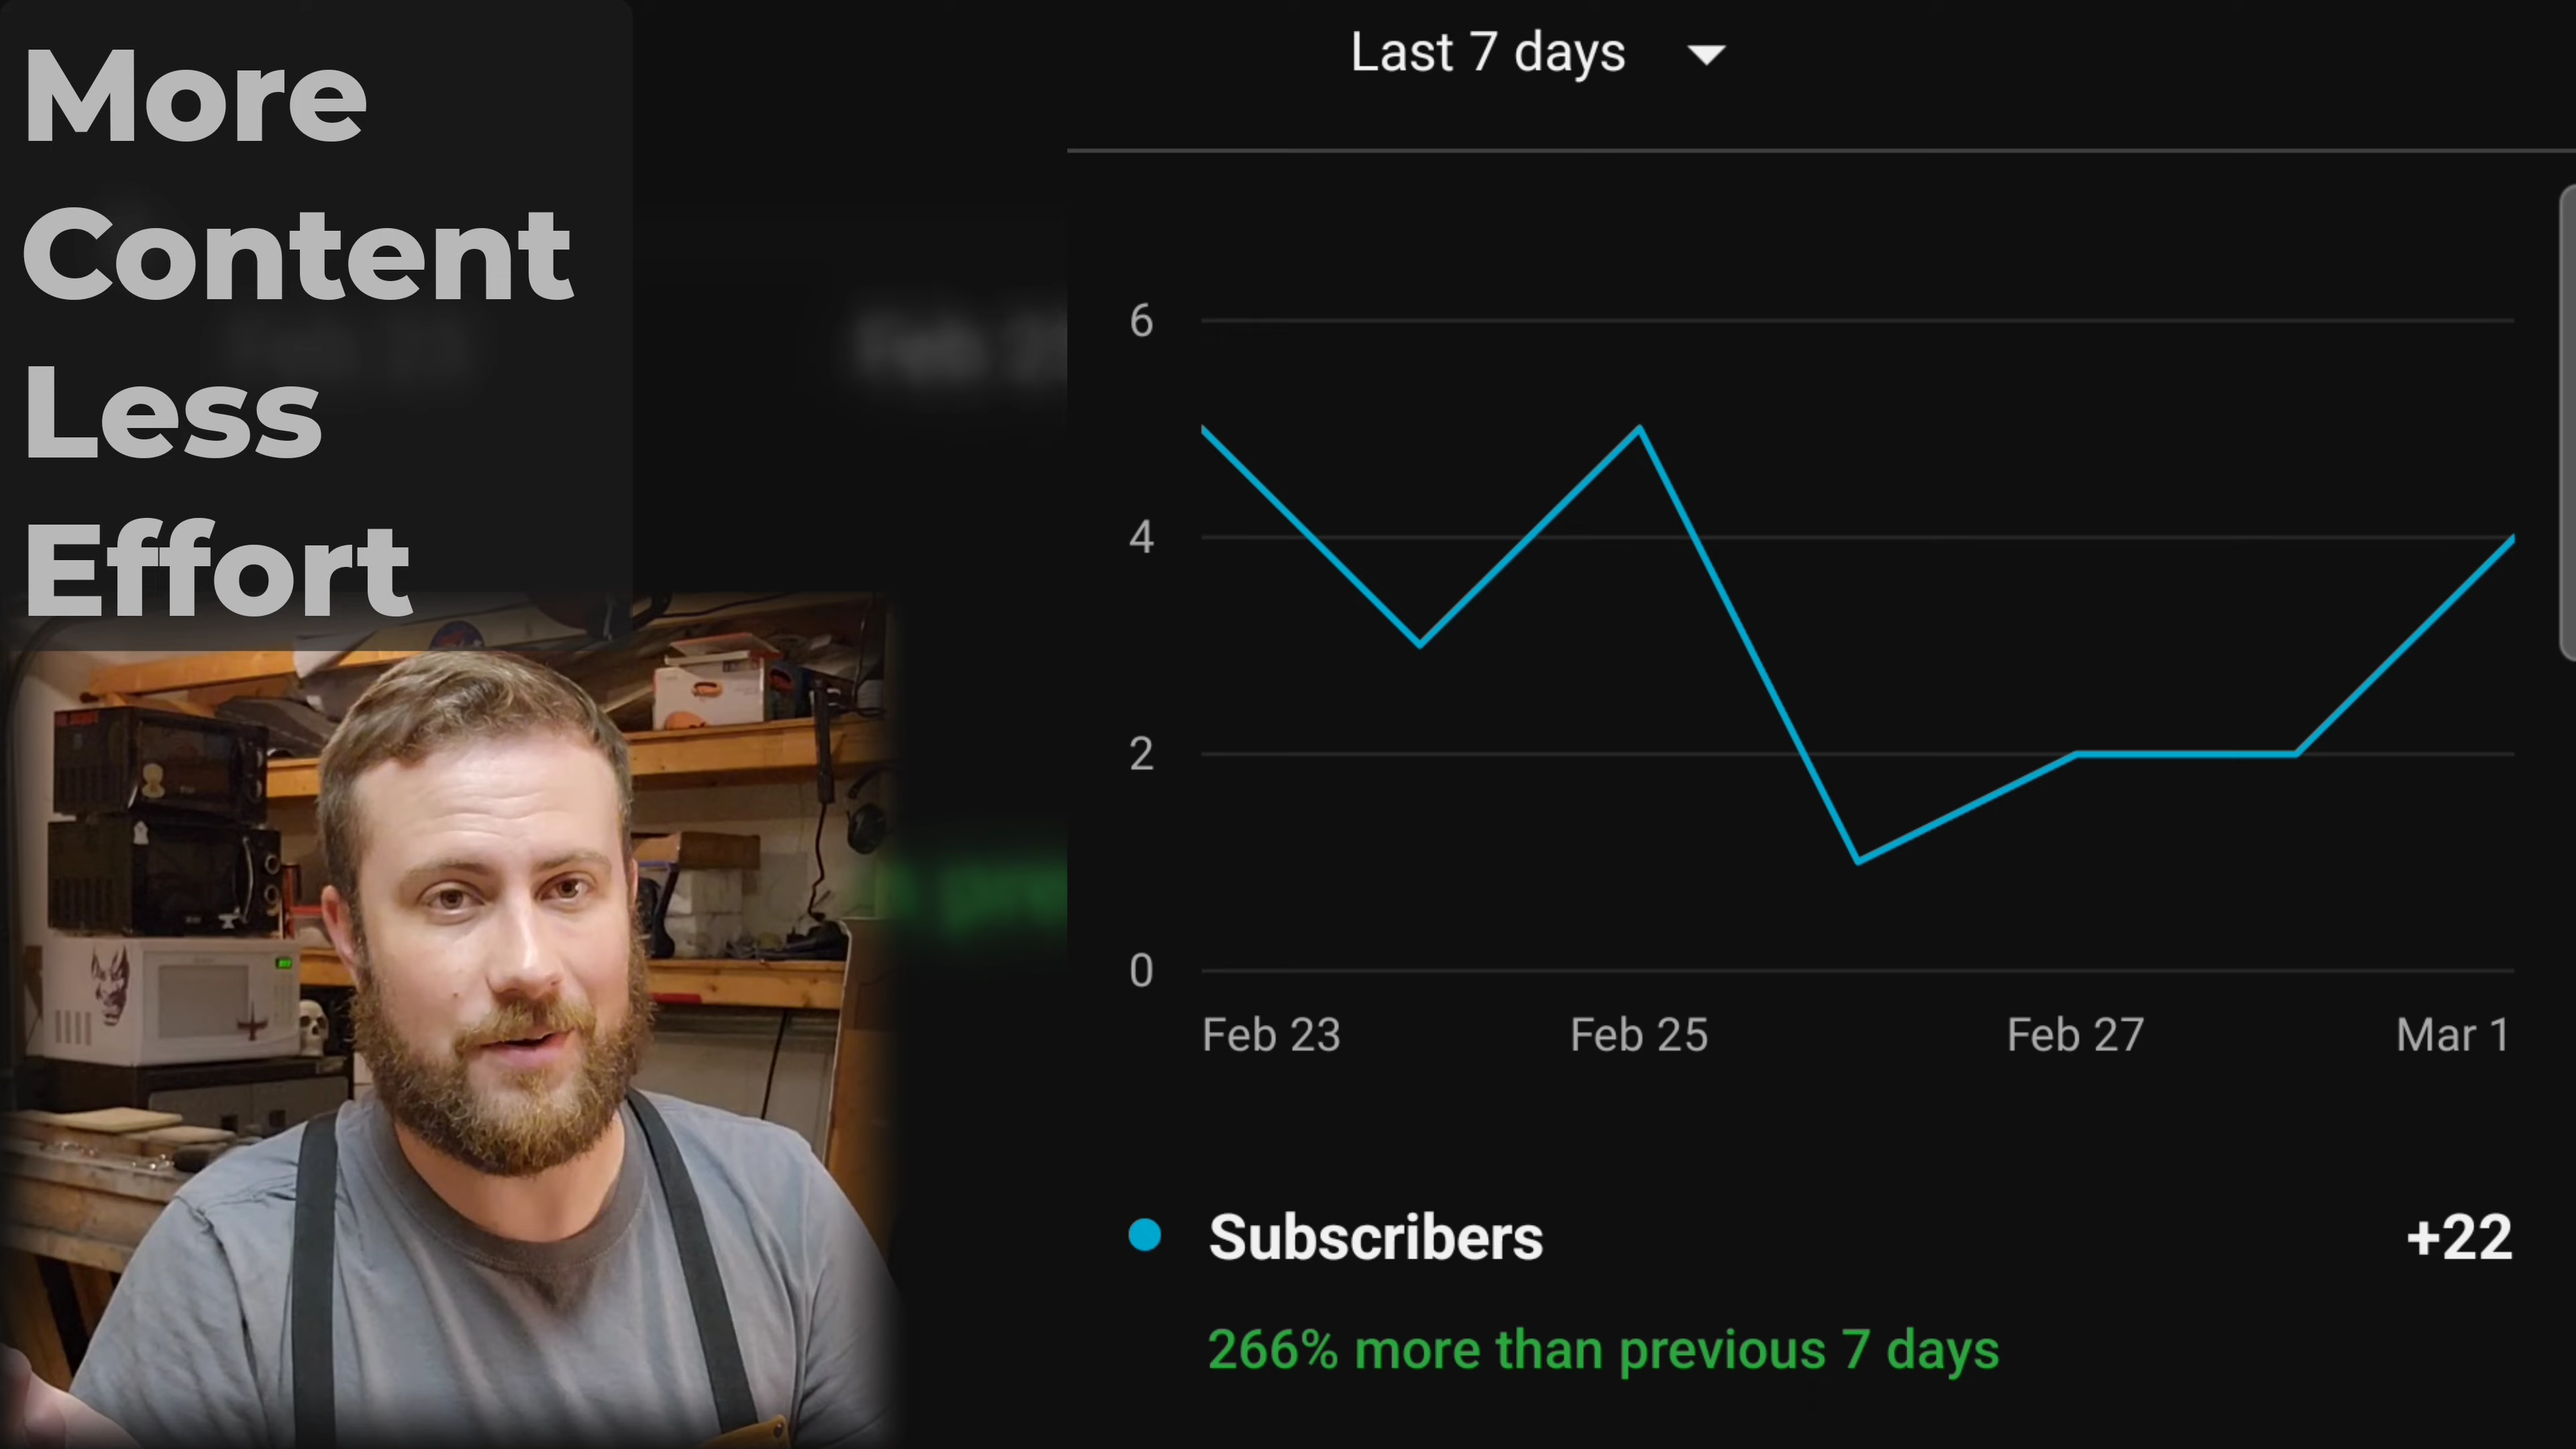 More
Content
Less
Effort
Last 7 days
6
4
2
0
Feb 23
Feb 25
Feb 27
Mar 1
Subscribers
+22
266% more than previous 7 days